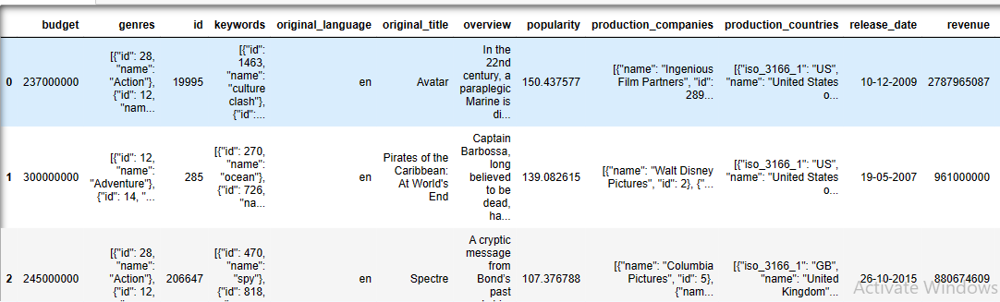 budget genres id keywords original_language original_title overview popularity production_companies production_countries release_date revenue
0 237000000 [{"id": 28, "name": "Action"}, {"id": 12, "nam... 19995 [{"id": 1463, "name": "culture clash"}, {"id":... en Avatar In the 22nd century, a paraplegic Marine is di... 150.437577 [{"name": "Ingenious Film Partners", "id": 289... [{"iso_3166_1": "US", "name": "United States o... 10-12-2009 2787965087
1 300000000 [{"id": 12, "name": "Adventure"}, {"id": 14, "... 285 [{"id": 270, "name": "ocean"}, {"id": 726, "na... en Pirates of the Caribbean: At World's End Captain Barbossa, long believed to be dead, ha... 139.082615 [{"name": "Walt Disney Pictures", "id": 2}, {"... [{"iso_3166_1": "US", "name": "United States o... 19-05-2007 961000000
2 245000000 [{"id": 28, "name": "Action"}, {"id": 12, 206647 [{"id": 470, "name": "spy"}, {"id": 818, en Spectre A cryptic message from Bond's past 107.376788 [{"name": "Columbia Pictures", "id": 5}, {"nam... [{"iso_3166_1": "GB", "name": "United Kingdom"... 26-10-2015 880674609
Activate Windows